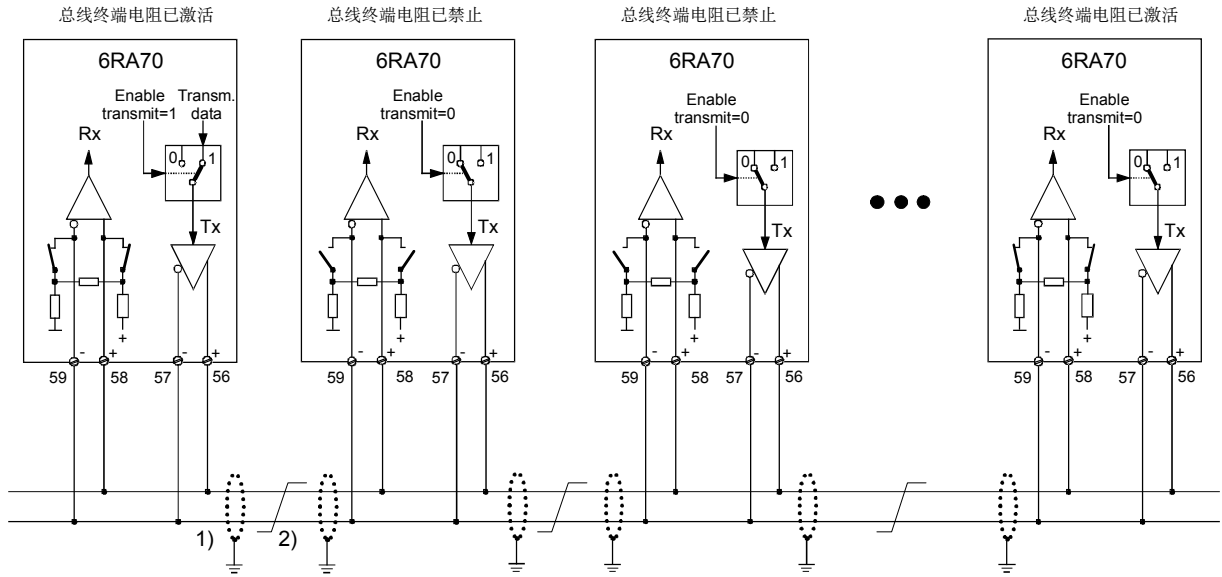 总线终端电阻已激活
总线终端电阻已禁止
总线终端电阻已禁止
总线终端电阻已激活
6RA70
6RA70
6RA70
6RA70
Enable
transmit=1
Transm.
data
Enable
transmit=0
Enable
transmit=0
Enable
transmit=0
Rx
0
1
Rx
0
1
Rx
0
1
Rx
0
1
Tx
Tx
Tx
Tx
+
+
+
+
-
+
-
+
-
+
-
+
-
+
-
+
-
+
-
+
59
58
57
56
59
58
57
56
59
58
57
56
59
58
57
56
1)
2)